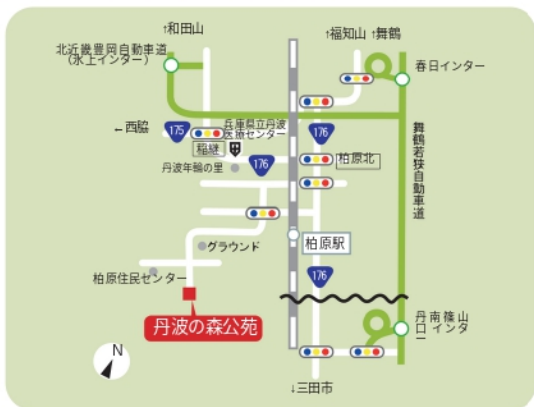 ↑和田山
↑福知山 ↑舞鶴
北近畿豊岡自動車道
(氷上インター)
春日インター
←西脇
175
兵庫県立丹波
医療センター
176
稲継
176
柏原北
丹波年輪の里
舞鶴若狭自動車道
グラウンド
柏原駅
柏原住民センター
176
丹波の森公苑
丹南篠山
口インタ
ー
N
↓三田市